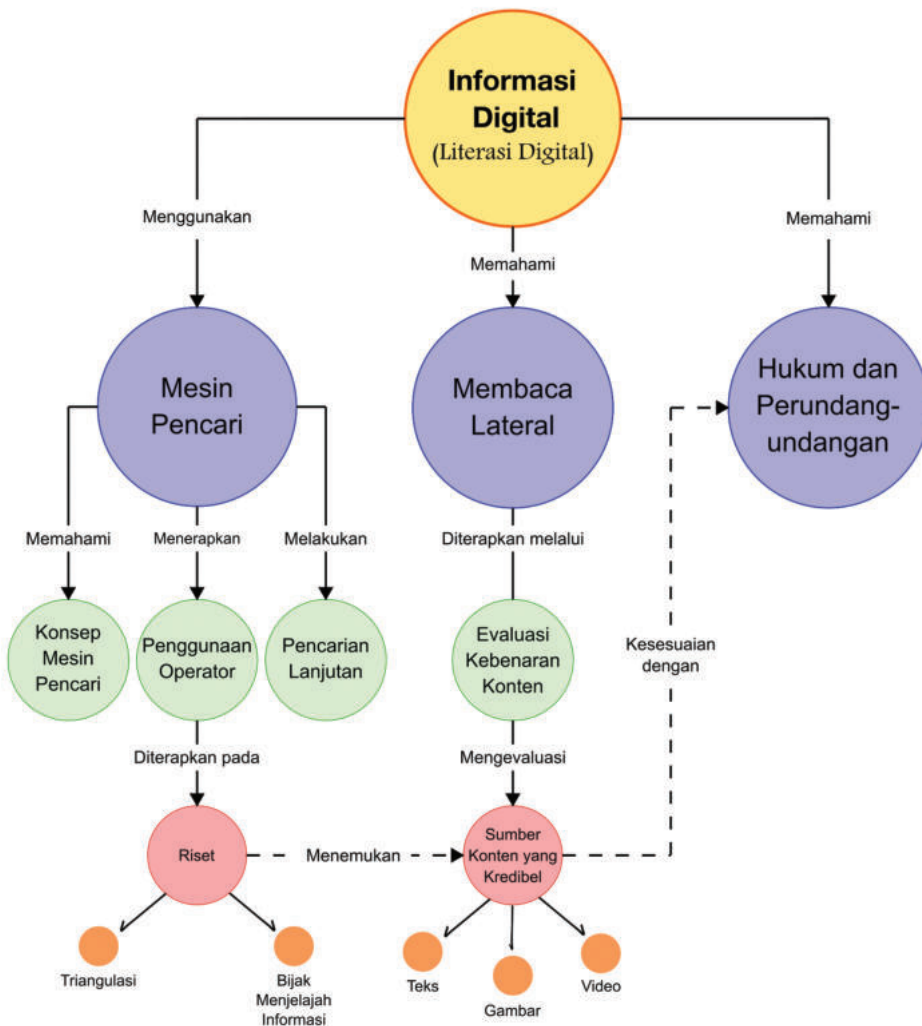 Informasi
Digital
(Literasi Digital)
Menggunakan
Memahami
Memahami
Mesin
Pencari
Membaca
Lateral
Hukum dan
Perundang-
undangan
Memahami
Menerapkan
Melakukan
Diterapkan melalui
Konsep
Mesin
Pencari
Penggunaan
Operator
Pencarian
Lanjutan
Evaluasi
Kebenaran
Konten
Kesesuaian
dengan
Diterapkan pada
Mengevaluasi
Riset
Menemukan
Sumber
Konten yang
Kredibel
Triangulasi
Bijak
Menjelajah
Informasi
Teks
Gambar
Video